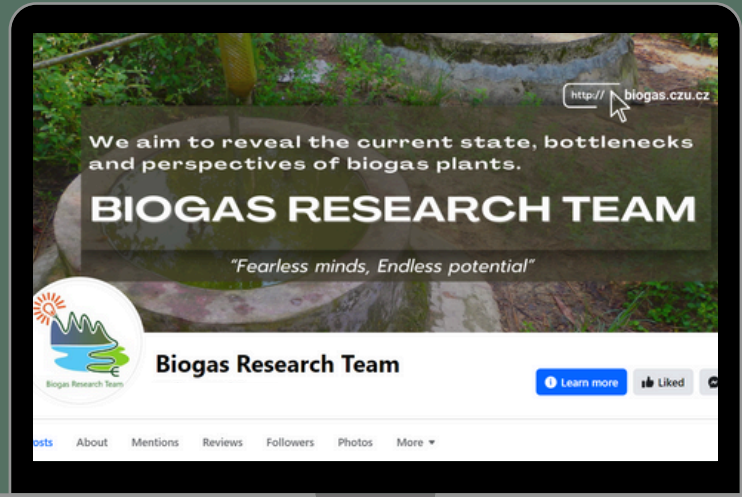 http:// biogas.czu.cz
We aim to reveal the current state, bottlenecks
and perspectives of biogas plants.
BIOGAS RESEARCH TEAM
“Fearless minds, Endless potential”
Biogas Research Team
Biogas Research Team
Learn more
Liked
osts About Mentions Reviews Followers Photos More